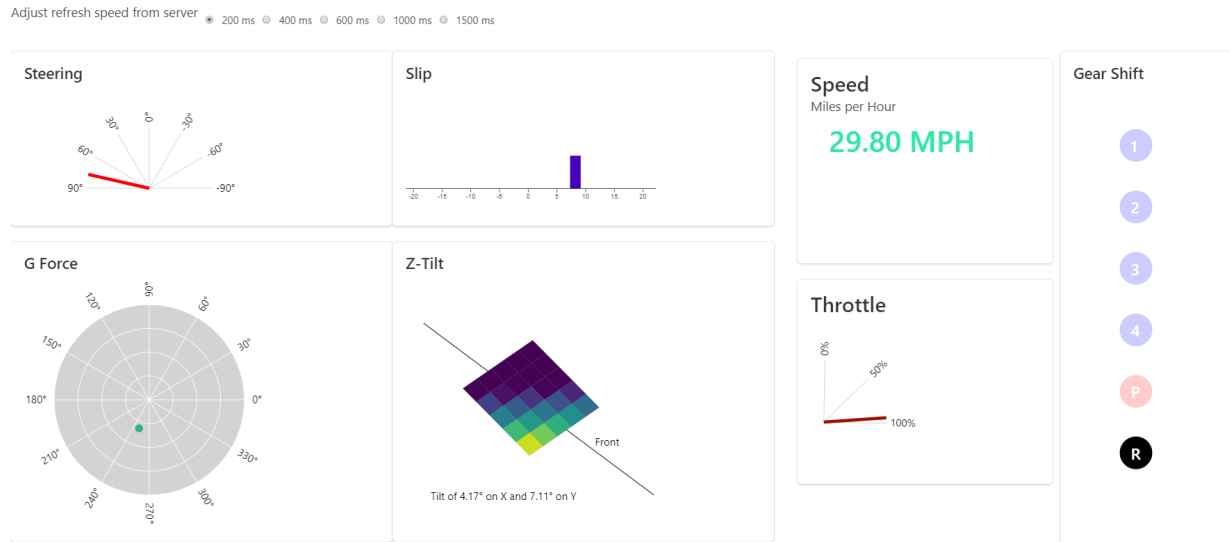 Adjust refresh speed from server 200 ms 400 ms 600 ms 1000 ms 1500 ms
Steering
0°
30°
-30°
60°
-60°
90°
-90°
Slip
-20 -15 -10 -5 0 5 10 15 20
Speed
Miles per Hour
29.80 MPH
Gear Shift
1
2
3
4
P
R
G Force
90°
120°
60°
150°
30°
180°
0°
210°
330°
240°
300°
270°
Z-Tilt
Front
Tilt of 4.17° on X and 7.11° on Y
Throttle
0%
50%
100%